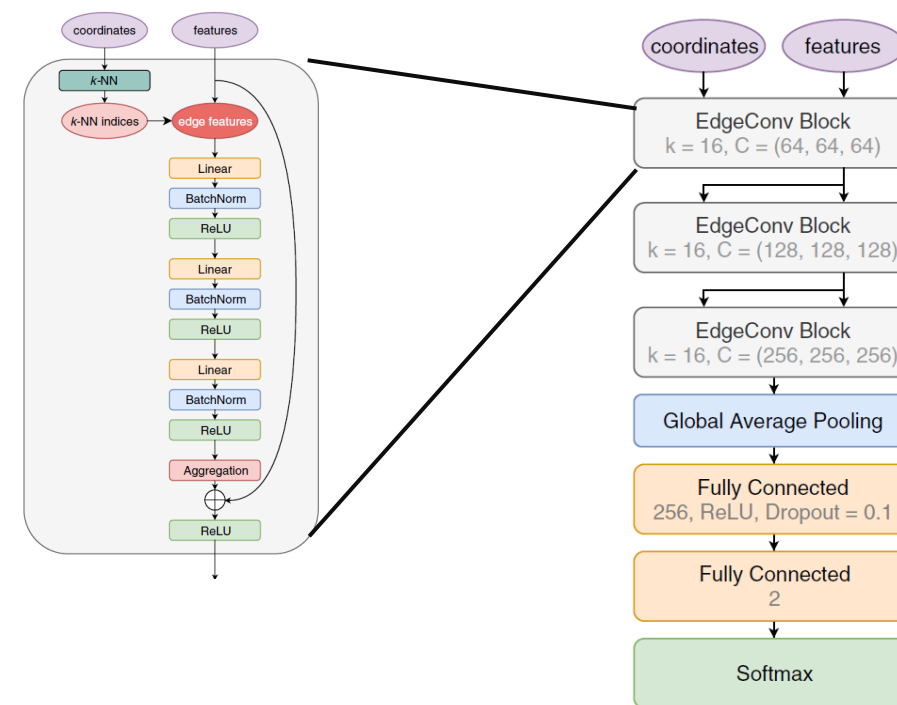 coordinates
features
k-NN
k-NN indices
edge features
Linear
BatchNorm
ReLU
Linear
BatchNorm
ReLU
Linear
BatchNorm
ReLU
Aggregation
ReLU
coordinates
features
EdgeConv Block
k = 16, C = (64, 64, 64)
EdgeConv Block
k = 16, C = (128, 128, 128)
EdgeConv Block
k = 16, C = (256, 256, 256)
Global Average Pooling
Fully Connected
256, ReLU, Dropout = 0.1
Fully Connected
2
Softmax